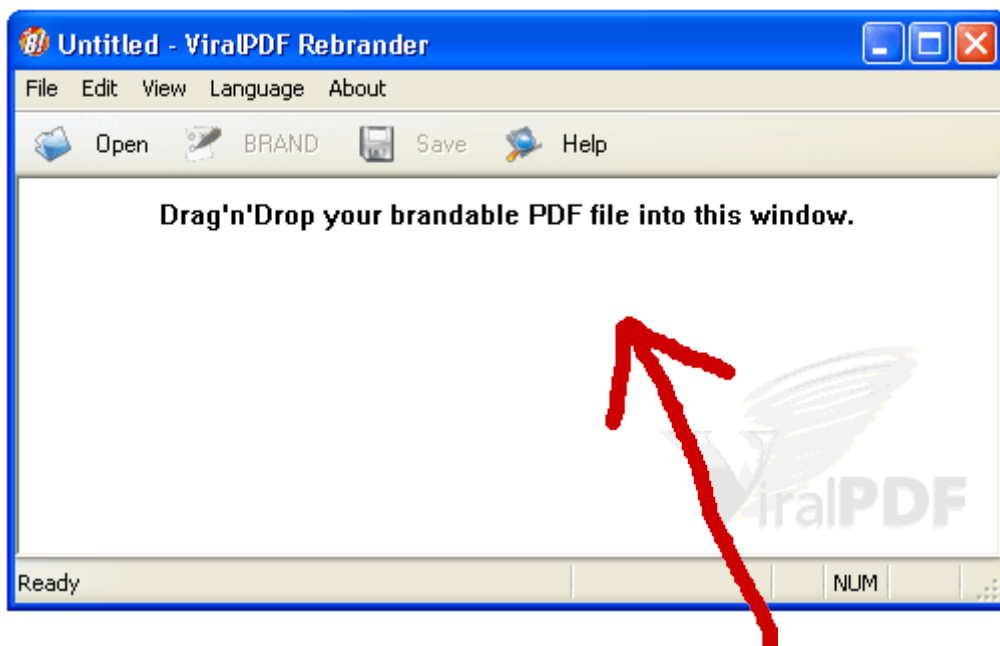 Untitled - ViralPDF Rebrander
File Edit View Language About
Open BRAND Save Help
Drag'n'Drop your brandable PDF file into this window.
ViralPDF
Ready NUM